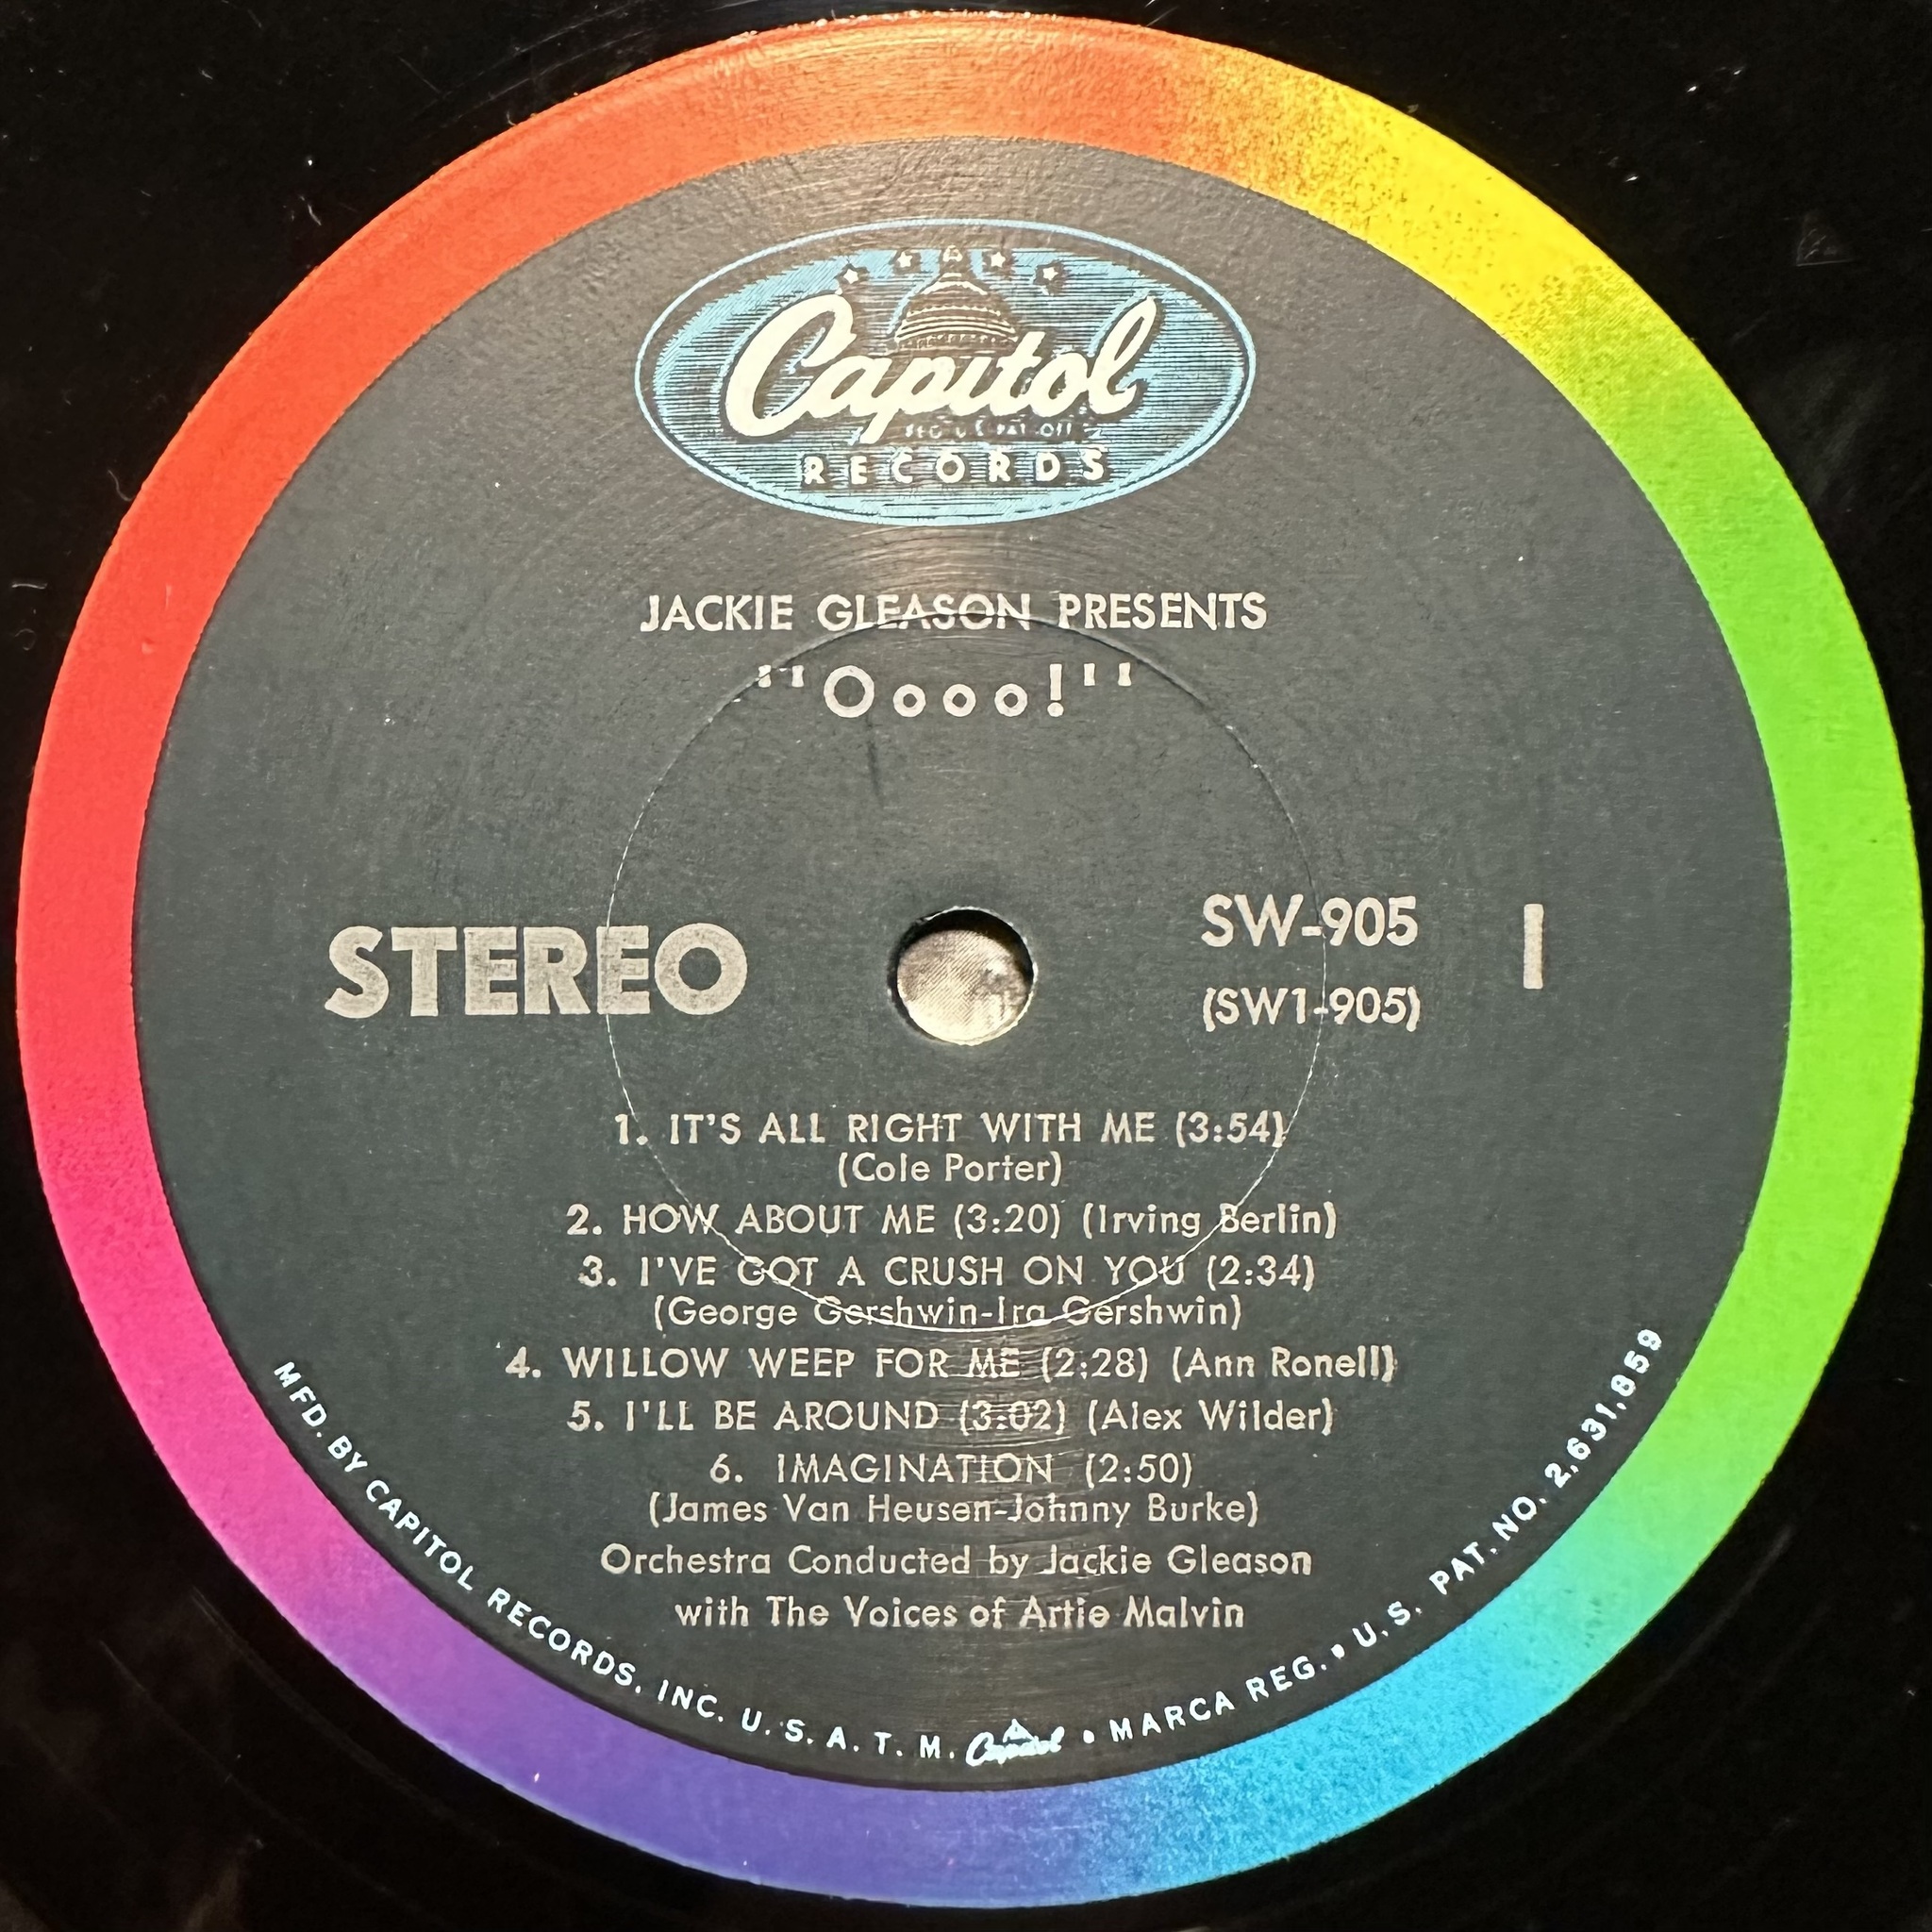 Capitol
REG. U.S. PAT. OFF.
RECORDS
JACKIE GLEASON PRESENTS
"Oooo!"
STEREO
SW-905
(SW1-905)
1
1. IT'S ALL RIGHT WITH ME (3:54)
(Cole Porter)
2. HOW ABOUT ME (3:20) (Irving Berlin)
3. I'VE GOT A CRUSH ON YOU (2:34)
(George Gershwin-Ira Gershwin)
4. WILLOW WEEP FOR ME (2:28) (Ann Ronell)
5. I'LL BE AROUND (3:02) (Alex Wilder)
6. IMAGINATION (2:50)
(James Van Heusen-Johnny Burke)
Orchestra Conducted by Jackie Gleason
with The Voices of Artie Malvin
MFD. BY CAPITOL RECORDS, INC. U.S.A. T.M. Capitol • MARCA REG. • U.S. PAT. NO. 2,631,859